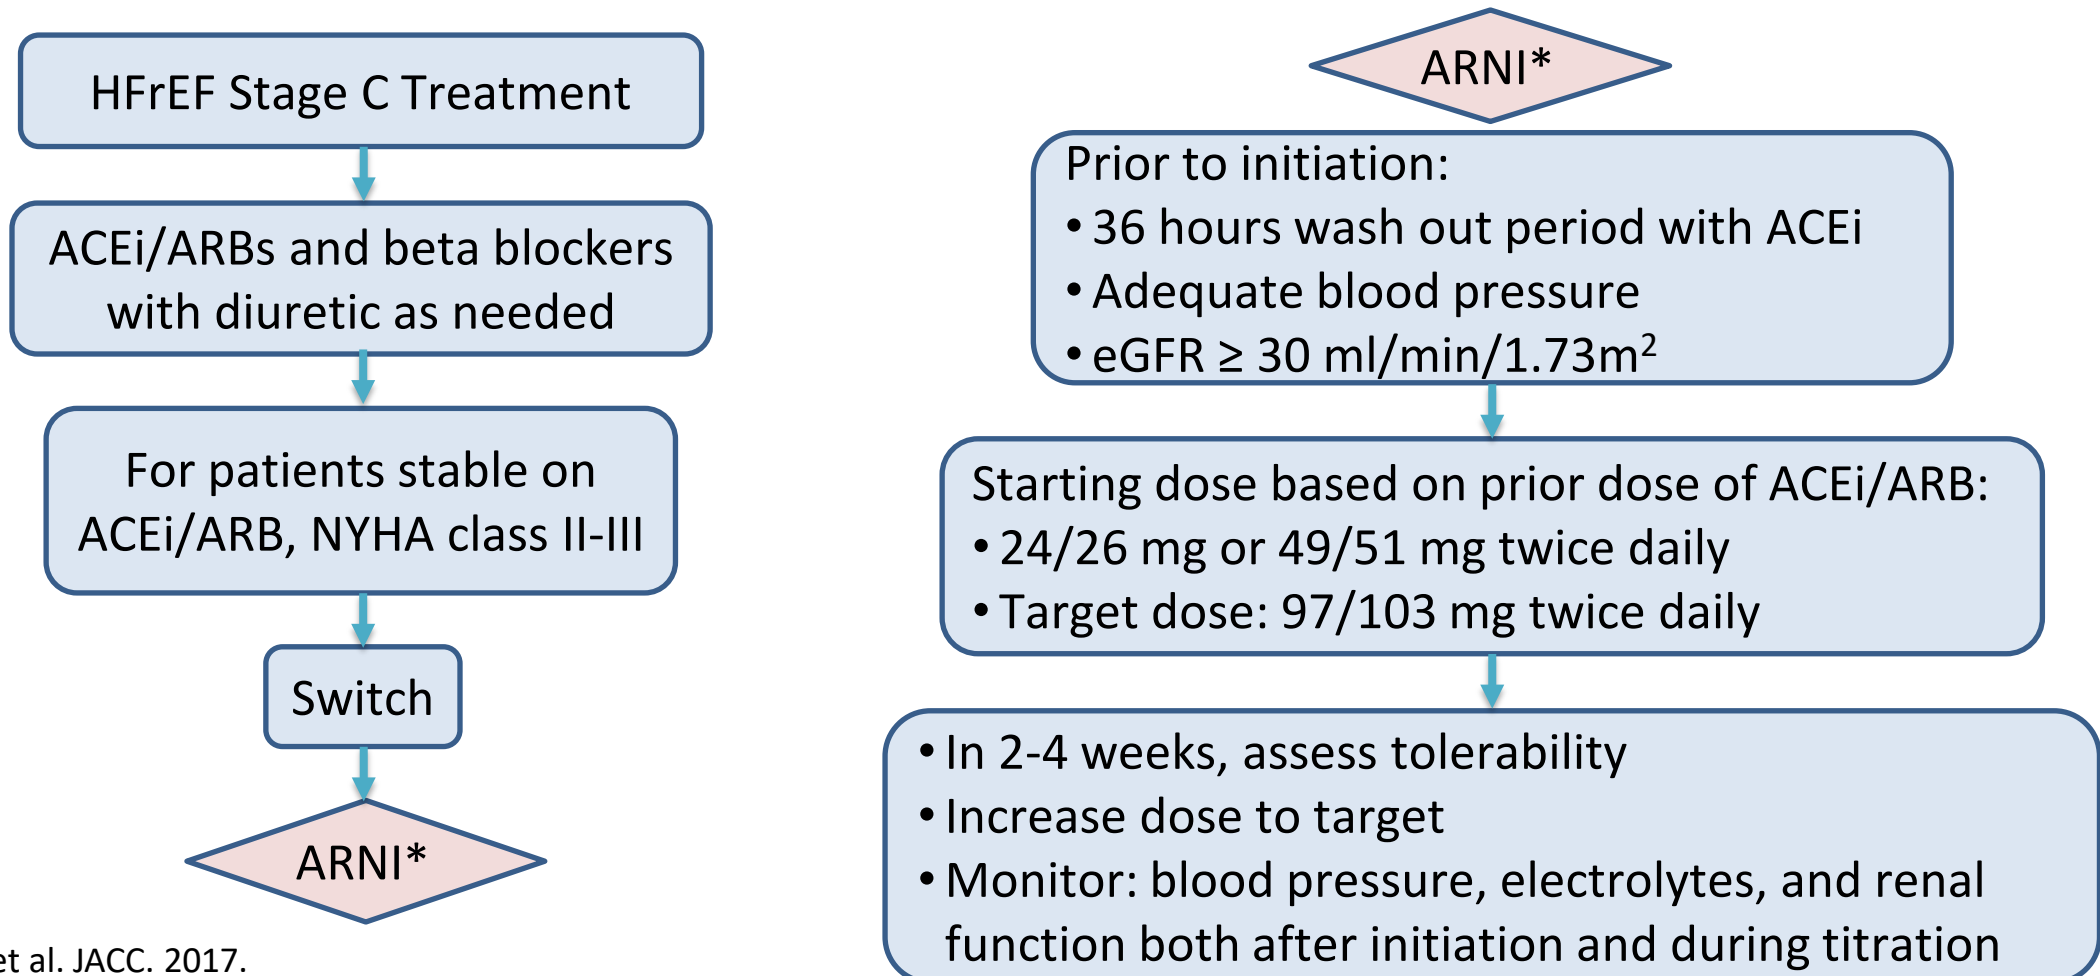 HFrEF Stage C Treatment
ACEi/ARBs and beta blockers
with diuretic as needed
For patients stable on
ACEi/ARB, NYHA class II-III
Switch
ARNI*
et al. JACC. 2017.
ARNI*
Prior to initiation:
• 36 hours wash out period with ACEi
• Adequate blood pressure
• eGFR ≥ 30 ml/min/1.73m²
Starting dose based on prior dose of ACEi/ARB:
• 24/26 mg or 49/51 mg twice daily
• Target dose: 97/103 mg twice daily
• In 2-4 weeks, assess tolerability
• Increase dose to target
• Monitor: blood pressure, electrolytes, and renal
function both after initiation and during titration